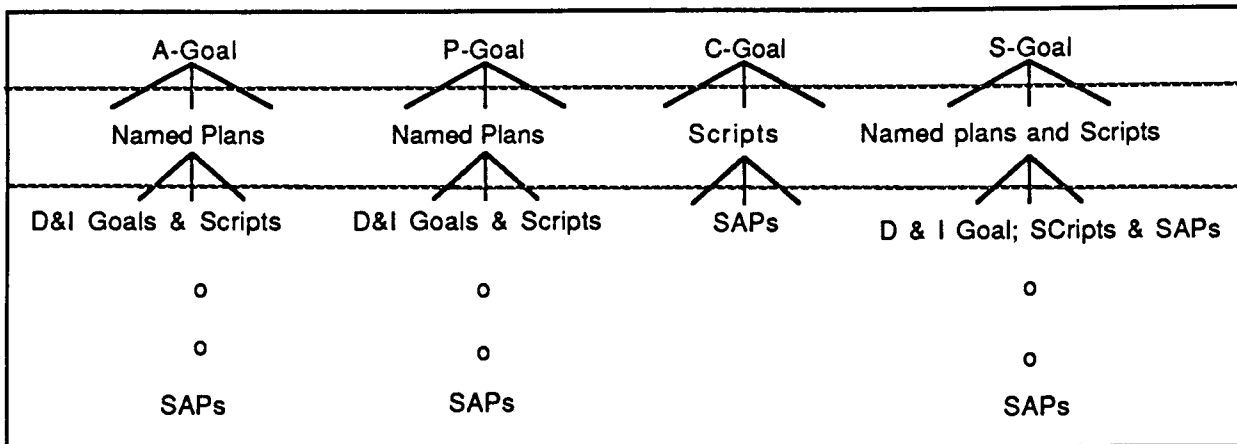 A-Goal P-Goal C-Goal S-Goal
Named Plans Named Plans Scripts Named plans and Scripts
D&I Goals & Scripts D&I Goals & Scripts SAPs D & I Goal; SCripts & SAPs
o o o
o o o
SAPs SAPs SAPs